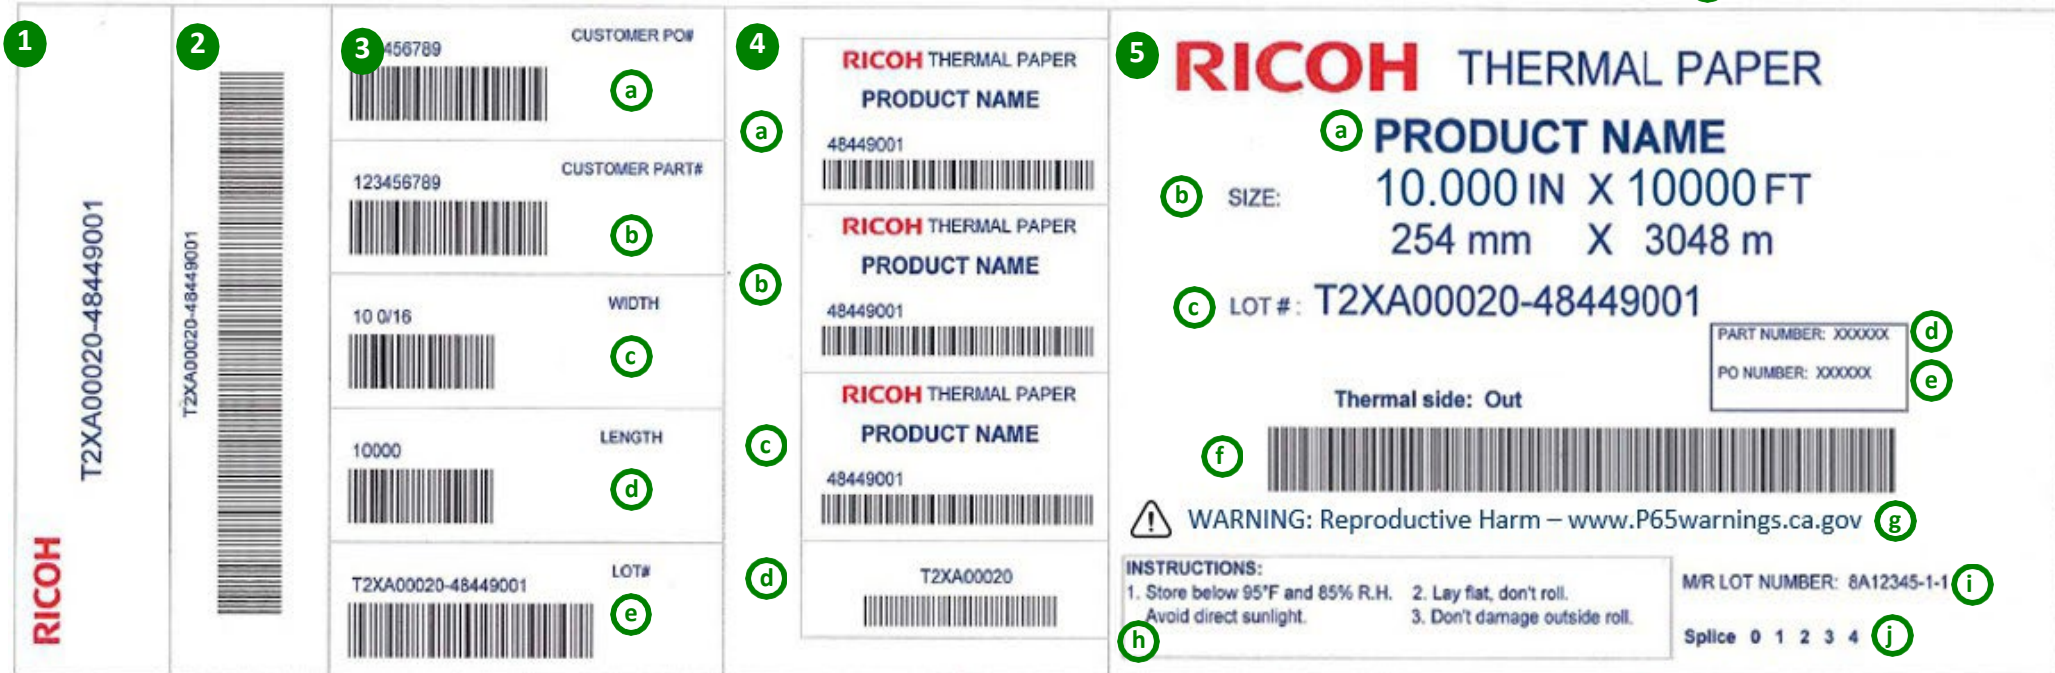 1
T2XA00020-48449001
RICOH
2
T2XA00020-48449001
3
456789
CUSTOMER PO#
a
123456789
CUSTOMER PART#
b
10 0/16
WIDTH
c
10000
LENGTH
d
T2XA00020-48449001
LOT#
e
4
RICOH THERMAL PAPER
PRODUCT NAME
a
48449001
RICOH THERMAL PAPER
PRODUCT NAME
b
48449001
RICOH THERMAL PAPER
PRODUCT NAME
c
48449001
d
T2XA00020
5
RICOH THERMAL PAPER
a PRODUCT NAME
b SIZE: 10.000 IN X 10000 FT
254 mm X 3048 m
c LOT # : T2XA00020-48449001
PART NUMBER: XXXXXX d
PO NUMBER: XXXXXX e
Thermal side: Out
f
WARNING: Reproductive Harm – www.P65warnings.ca.gov g
INSTRUCTIONS:
1. Store below 95°F and 85% R.H. 2. Lay flat, don't roll.
Avoid direct sunlight. 3. Don't damage outside roll.
h
M/R LOT NUMBER: 8A12345-1-1 i
Splice 0 1 2 3 4 j